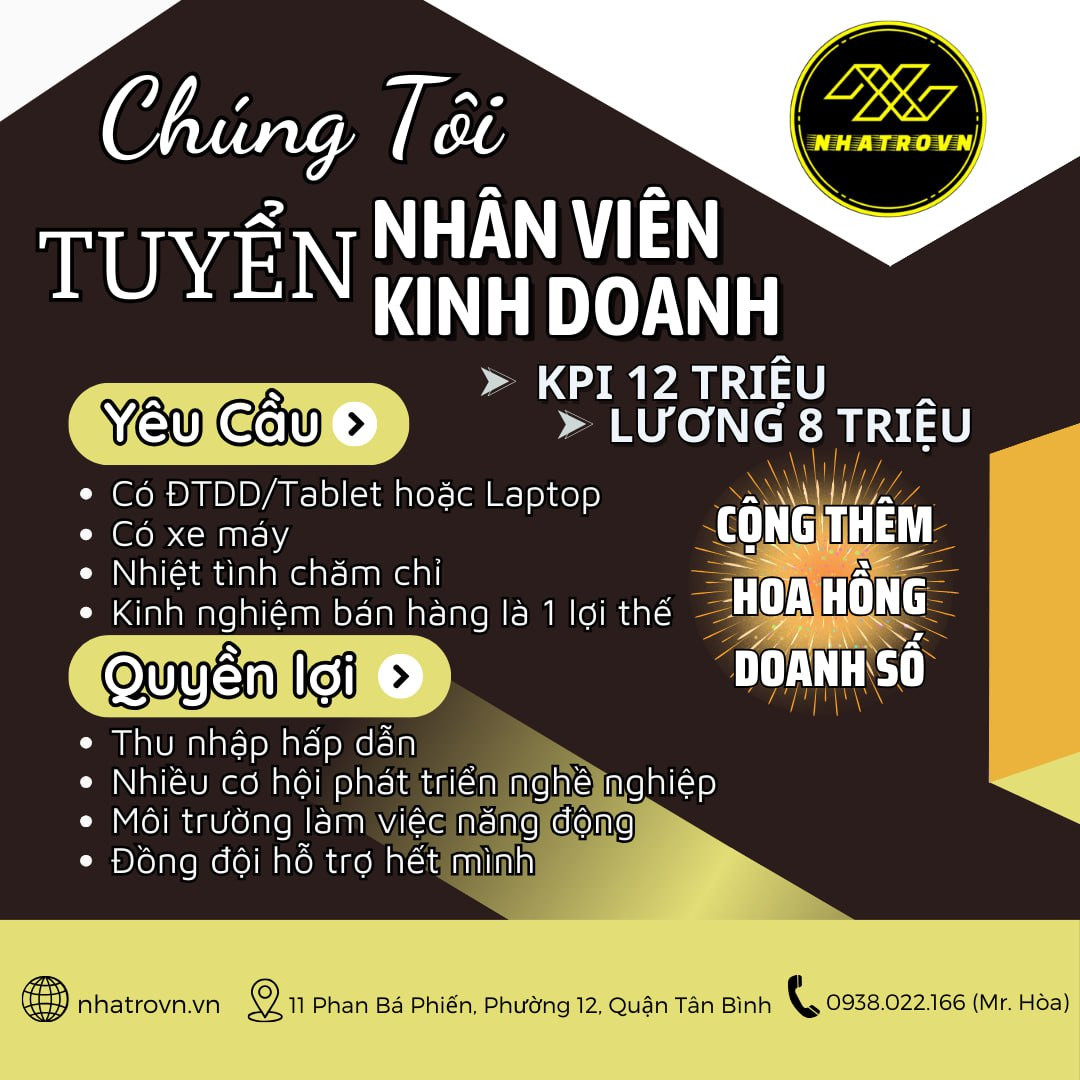 Chúng Tôi
NHATROVN
TUYỂN
NHÂN VIÊN
KINH DOANH
KPI 12 TRIỆU
LƯƠNG 8 TRIỆU
Yêu Cầu
• Có ĐTDD/Tablet hoặc Laptop
• Có xe máy
• Nhiệt tình chăm chỉ
• Kinh nghiệm bán hàng là 1 lợi thế
CỘNG THÊM
HOA HỒNG
DOANH SỐ
Quyền lợi
• Thu nhập hấp dẫn
• Nhiều cơ hội phát triển nghề nghiệp
• Môi trường làm việc năng động
• Đồng đội hỗ trợ hết mình
nhatrovn.vn
11 Phan Bá Phiến, Phường 12, Quận Tân Bình
0938.022.166 (Mr. Hòa)